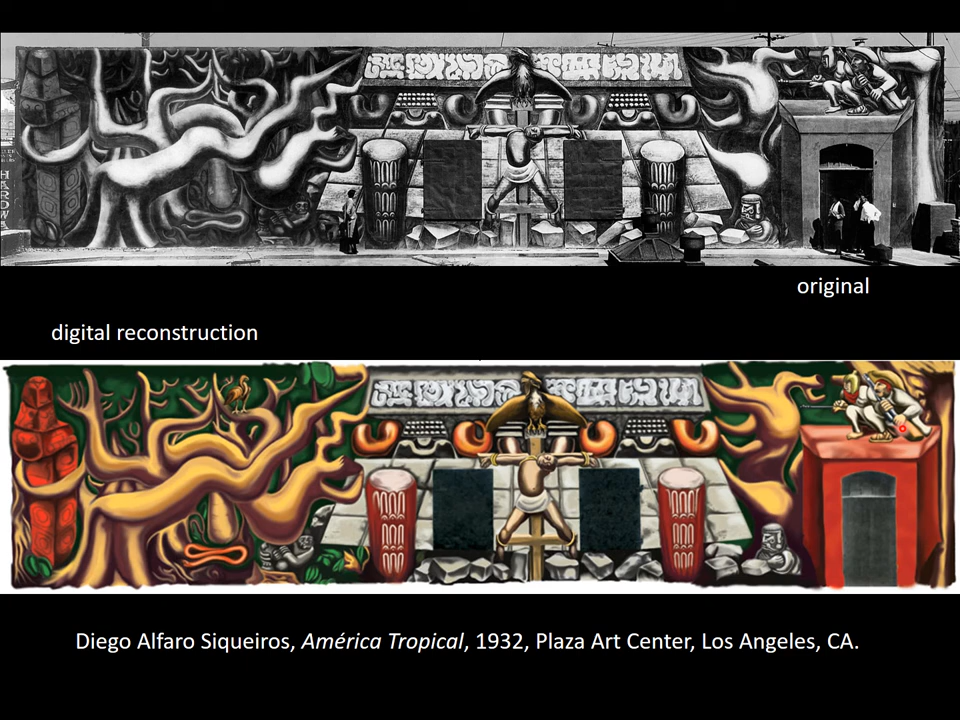 original
digital reconstruction
Diego Alfaro Siqueiros, América Tropical, 1932, Plaza Art Center, Los Angeles, CA.